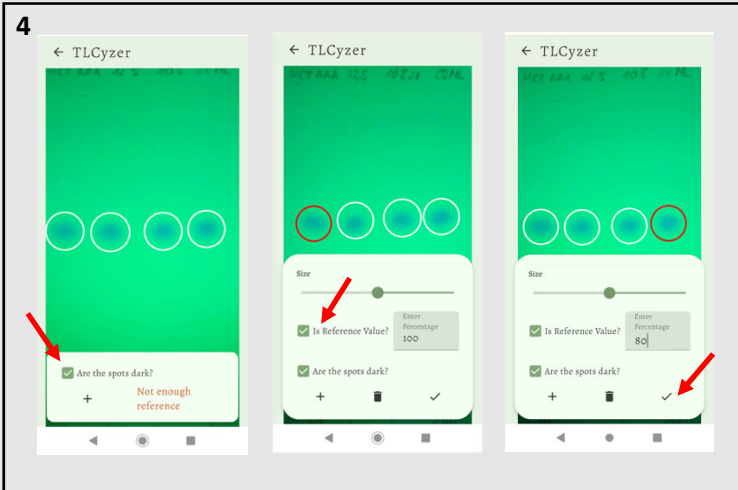 4
← TLCyzer
Are the spots dark?
+
Not enough
reference
← TLCyzer
Size
Is Reference Value?
Enter
Percentage
100
Are the spots dark?
+
← TLCyzer
Size
Is Reference Value?
Enter
Percentage
80
Are the spots dark?
+